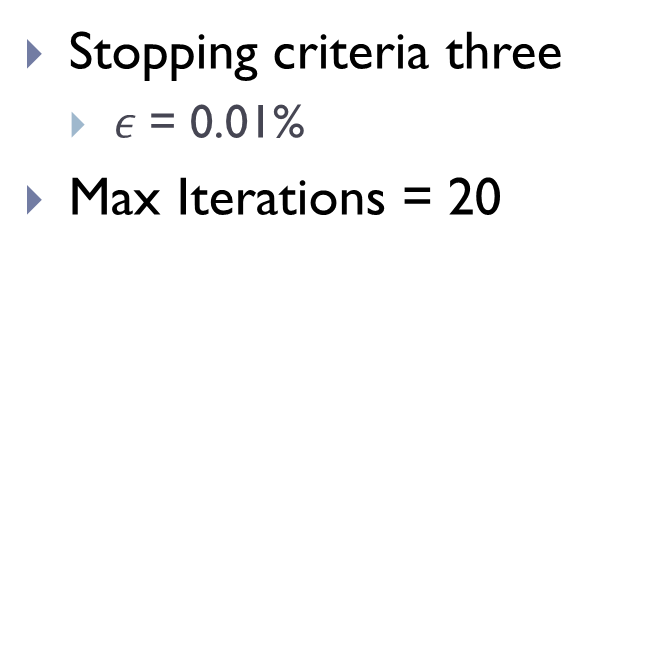 Stopping criteria three
ϵ = 0.01%
Max Iterations = 20